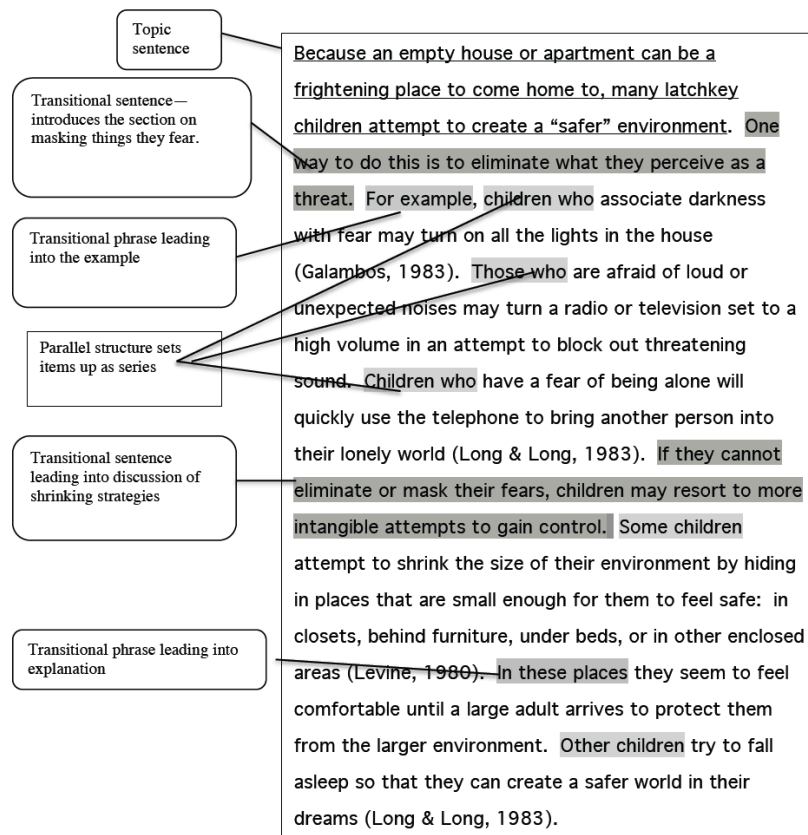 Topic
sentence
Transitional sentence—
introduces the section on
masking things they fear.
Transitional phrase leading
into the example
Parallel structure sets
items up as series
Transitional sentence
leading into discussion of
shrinking strategies
Transitional phrase leading into
explanation
Because an empty house or apartment can be a
frightening place to come home to, many latchkey
children attempt to create a “safer” environment. One
way to do this is to eliminate what they perceive as a
threat. For example, children who associate darkness
with fear may turn on all the lights in the house
(Galambos, 1983). Those who are afraid of loud or
unexpected noises may turn a radio or television set to a
high volume in an attempt to block out threatening
sound. Children who have a fear of being alone will
quickly use the telephone to bring another person into
their lonely world (Long & Long, 1983). If they cannot
eliminate or mask their fears, children may resort to more
intangible attempts to gain control. Some children
attempt to shrink the size of their environment by hiding
in places that are small enough for them to feel safe: in
closets, behind furniture, under beds, or in other enclosed
areas (Levine, 1980). In these places they seem to feel
comfortable until a large adult arrives to protect them
from the larger environment. Other children try to fall
asleep so that they can create a safer world in their
dreams (Long & Long, 1983).